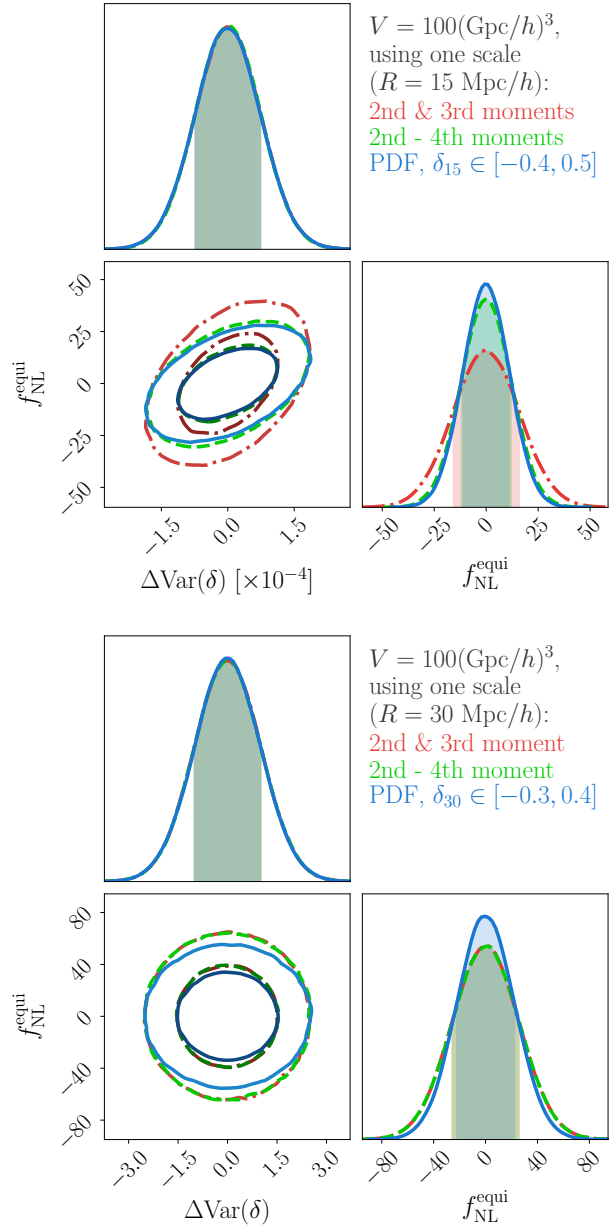 V = 100(Gpc/h)³,
using one scale
(R = 15 Mpc/h):
2nd & 3rd moments
2nd - 4th moments
PDF, δ₁₅ ∈ [−0.4, 0.5]
50
25
0
−25
−50
f_NL^equi
−1.5
0.0
1.5
ΔVar(δ) [×10⁻⁴]
−50
−25
0
25
50
f_NL^equi
V = 100(Gpc/h)³,
using one scale
(R = 30 Mpc/h):
2nd & 3rd moment
2nd - 4th moment
PDF, δ₃₀ ∈ [−0.3, 0.4]
80
40
0
−40
−80
f_NL^equi
−3.0
−1.5
0.0
1.5
3.0
ΔVar(δ)
−80
−40
0
40
80
f_NL^equi